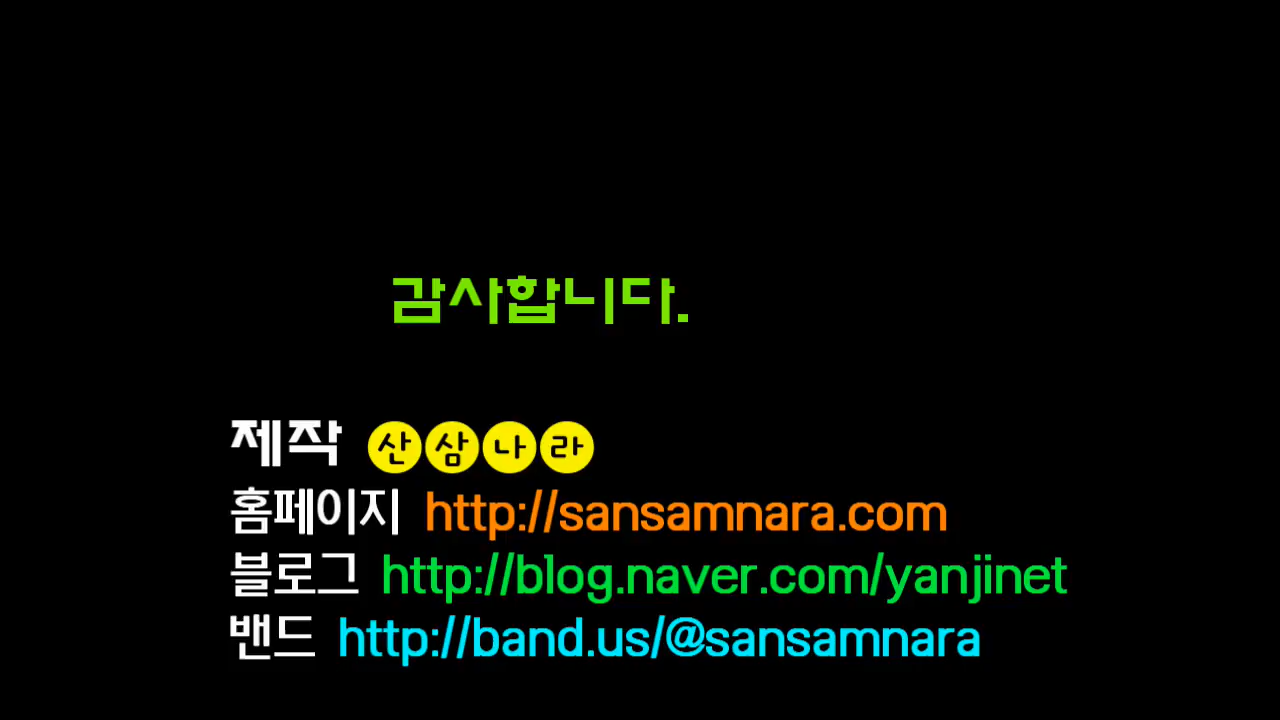 감사합니다.
제작 산삼나라
홈페이지 http://sansamnara.com
블로그 http://blog.naver.com/yanjinet
밴드 http://band.us/@sansamnara